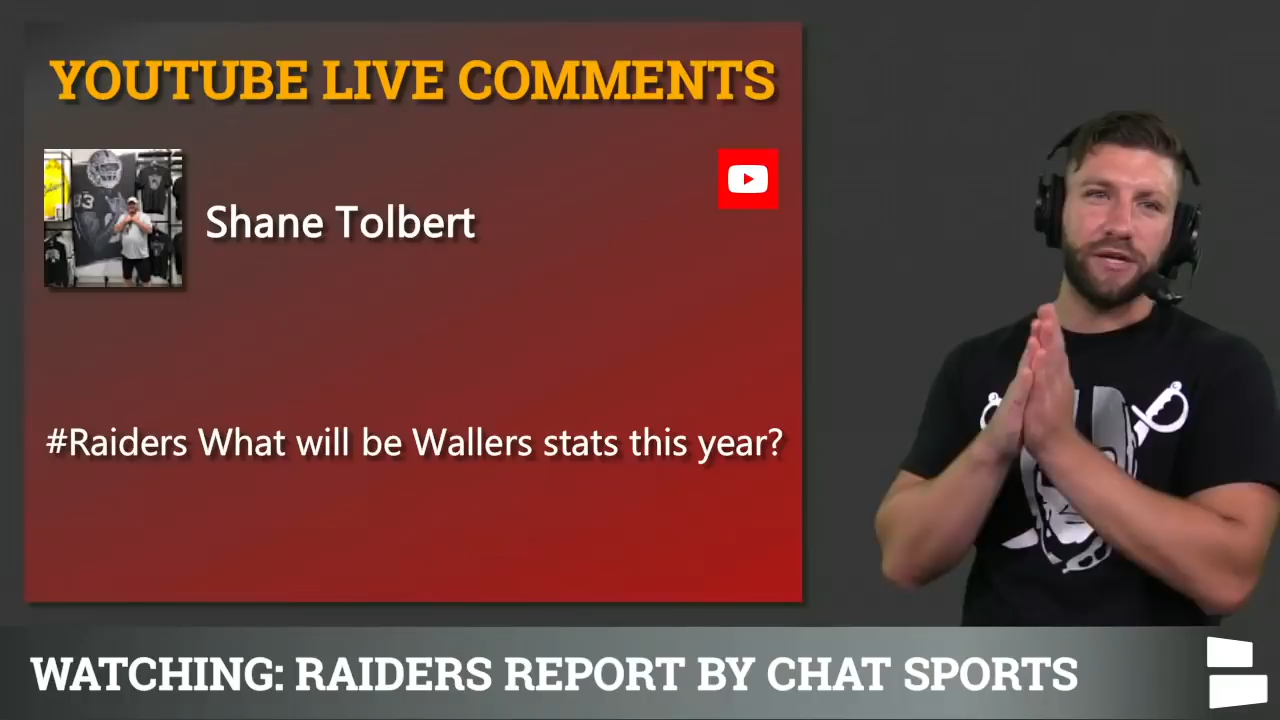 YOUTUBE LIVE COMMENTS
Shane Tolbert
#Raiders What will be Wallers stats this year?
WATCHING: RAIDERS REPORT BY CHAT SPORTS